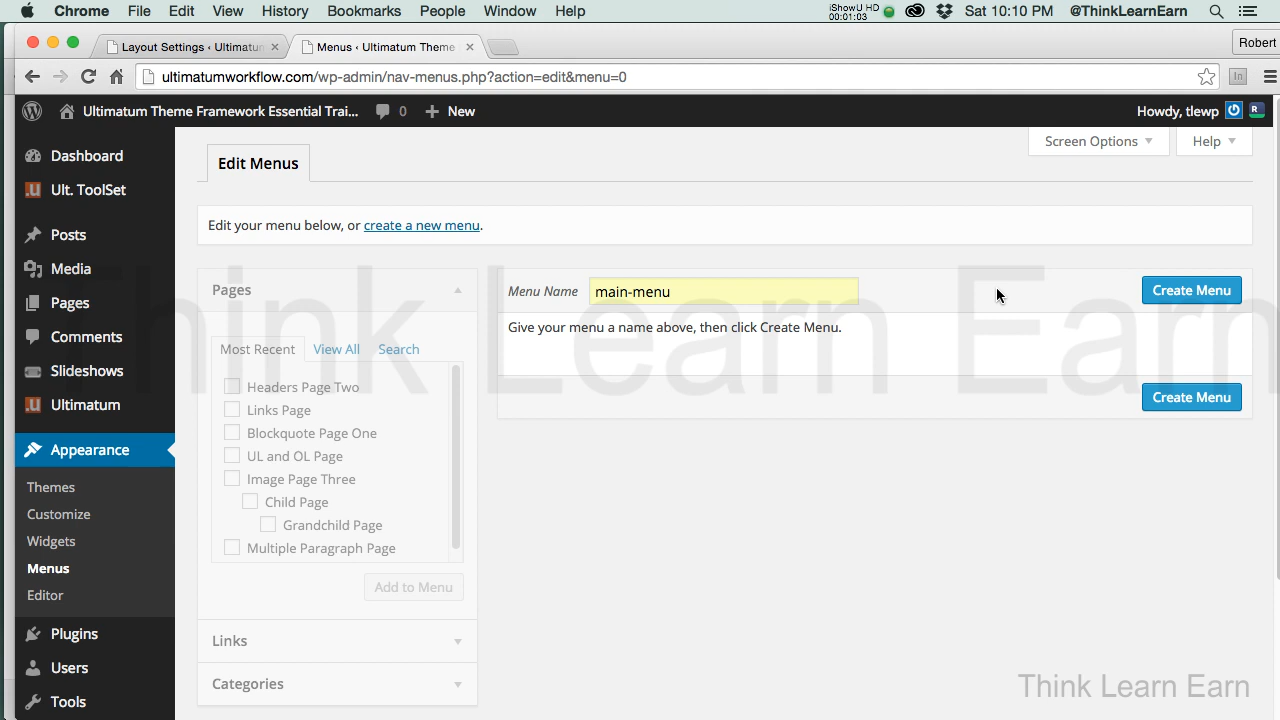 Chrome File Edit View History Bookmarks People Window Help iShowU HD 00:01:03 Sat 10:10 PM @ThinkLearnEarn
Layout Settings ‹ Ultimatum Menus ‹ Ultimatum Theme Robert
ultimatumworkflow.com/wp-admin/nav-menus.php?action=edit&menu=0
Ultimatum Theme Framework Essential Trai... 0 New Howdy, tlewp
Screen Options Help
Dashboard
Ult. ToolSet
Posts
Media
Pages
Comments
Slideshows
Ultimatum
Appearance
Themes
Customize
Widgets
Menus
Editor
Plugins
Users
Tools
Edit Menus
Edit your menu below, or create a new menu.
Pages
Most Recent View All Search
Headers Page Two
Links Page
Blockquote Page One
UL and OL Page
Image Page Three
Child Page
Grandchild Page
Multiple Paragraph Page
Add to Menu
Links
Categories
Menu Name main-menu Create Menu
Give your menu a name above, then click Create Menu.
Create Menu
Think Learn Earn
Think Learn Earn